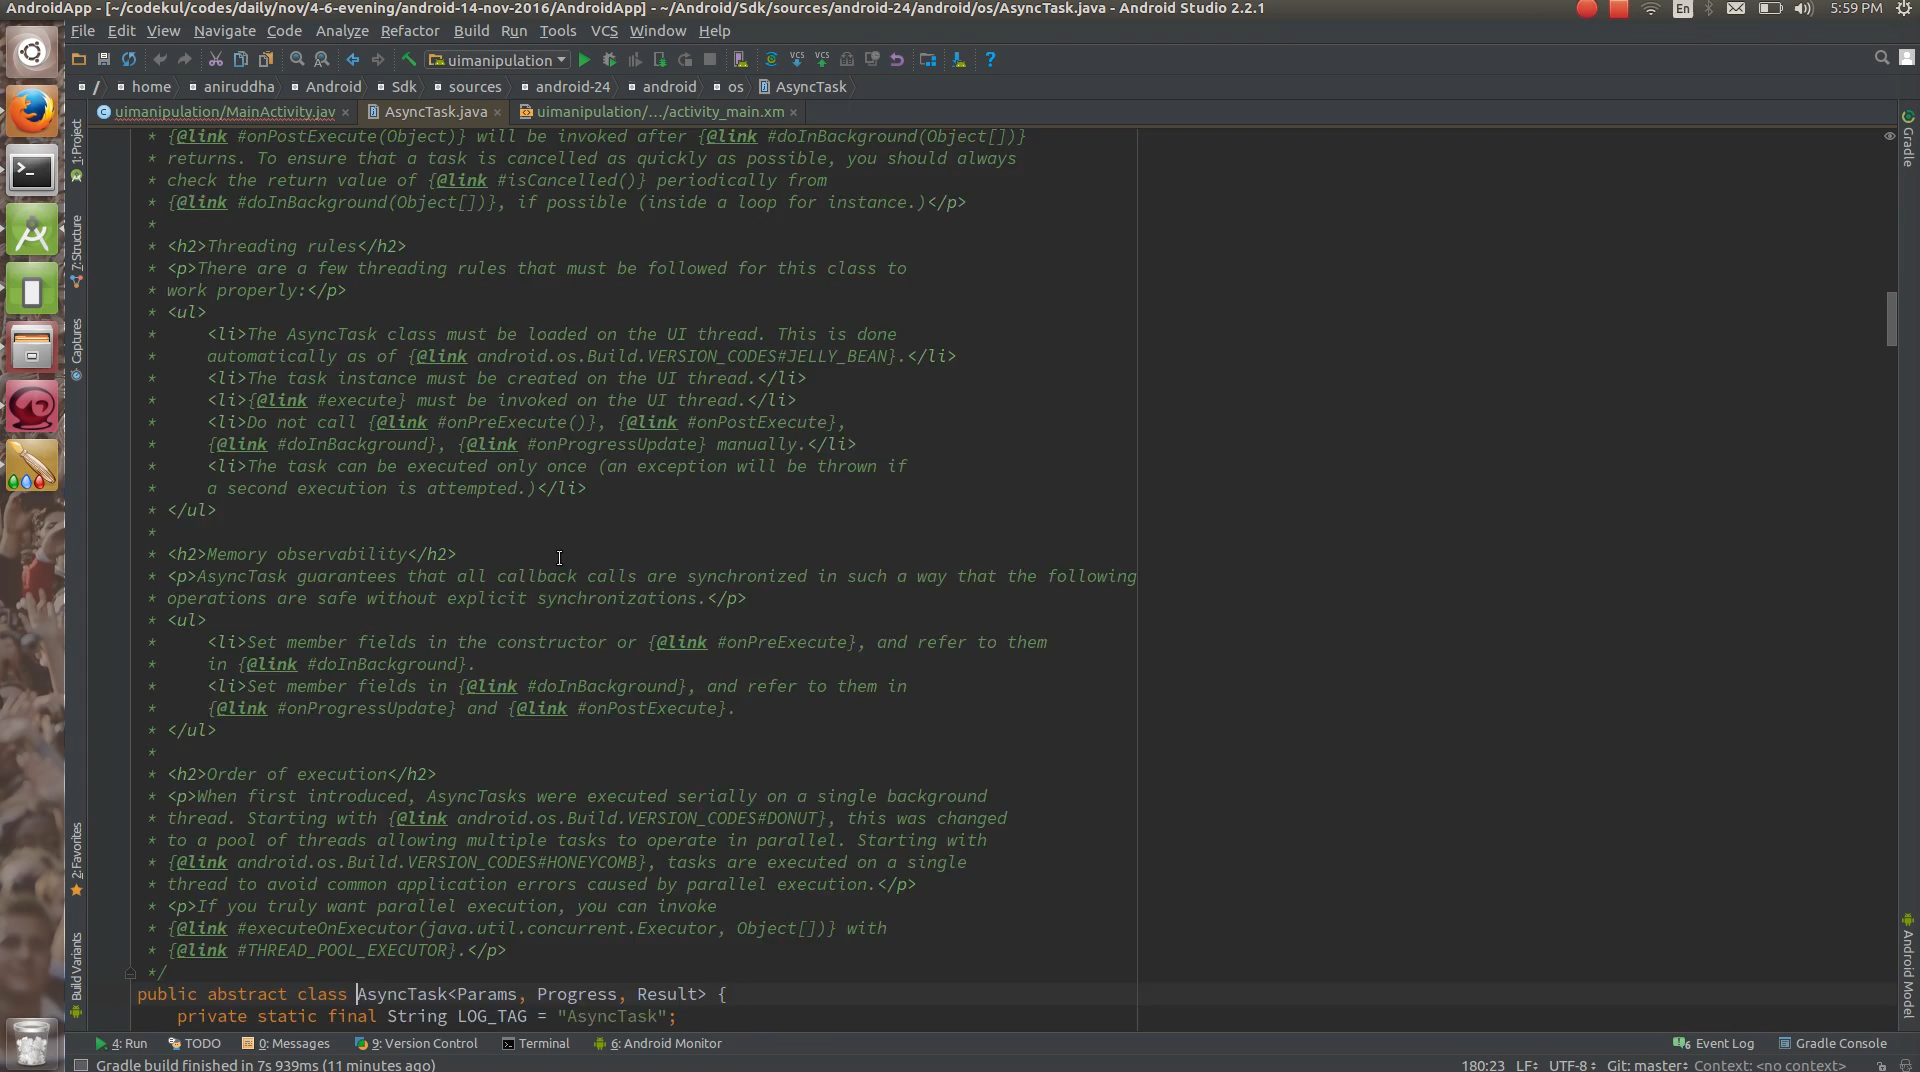 AndroidApp - [~/codekul/codes/daily/nov/4-6-evening/android-14-nov-2016/AndroidApp] - ~/Android/Sdk/sources/android-24/android/os/AsyncTask.java - Android Studio 2.2.1
En
5:59 PM
File Edit View Navigate Code Analyze Refactor Build Run Tools VCS Window Help
uimanipulation
VCS VCS
/ home aniruddha Android Sdk sources android-24 android os AsyncTask
uimanipulation/MainActivity.jav AsyncTask.java uimanipulation/.../activity_main.xm
* {@link #onPostExecute(Object)} will be invoked after {@link #doInBackground(Object[])}
* returns. To ensure that a task is cancelled as quickly as possible, you should always
* check the return value of {@link #isCancelled()} periodically from
* {@link #doInBackground(Object[])}, if possible (inside a loop for instance.)</p>
*
* <h2>Threading rules</h2>
* <p>There are a few threading rules that must be followed for this class to
* work properly:</p>
* <ul>
*     <li>The AsyncTask class must be loaded on the UI thread. This is done
*     automatically as of {@link android.os.Build.VERSION_CODES#JELLY_BEAN}.</li>
*     <li>The task instance must be created on the UI thread.</li>
*     <li>{@link #execute} must be invoked on the UI thread.</li>
*     <li>Do not call {@link #onPreExecute()}, {@link #onPostExecute},
*     {@link #doInBackground}, {@link #onProgressUpdate} manually.</li>
*     <li>The task can be executed only once (an exception will be thrown if
*     a second execution is attempted.)</li>
* </ul>
*
* <h2>Memory observability</h2>
* <p>AsyncTask guarantees that all callback calls are synchronized in such a way that the following
* operations are safe without explicit synchronizations.</p>
* <ul>
*     <li>Set member fields in the constructor or {@link #onPreExecute}, and refer to them
*     in {@link #doInBackground}.
*     <li>Set member fields in {@link #doInBackground}, and refer to them in
*     {@link #onProgressUpdate} and {@link #onPostExecute}.
* </ul>
*
* <h2>Order of execution</h2>
* <p>When first introduced, AsyncTasks were executed serially on a single background
* thread. Starting with {@link android.os.Build.VERSION_CODES#DONUT}, this was changed
* to a pool of threads allowing multiple tasks to operate in parallel. Starting with
* {@link android.os.Build.VERSION_CODES#HONEYCOMB}, tasks are executed on a single
* thread to avoid common application errors caused by parallel execution.</p>
* <p>If you truly want parallel execution, you can invoke
* {@link #executeOnExecutor(java.util.concurrent.Executor, Object[])} with
* {@link #THREAD_POOL_EXECUTOR}.</p>
*/
public abstract class AsyncTask<Params, Progress, Result> {
    private static final String LOG_TAG = "AsyncTask";
1: Project
7: Structure
Captures
2: Favorites
Build Variants
Gradle
Android Model
4: Run TODO 0: Messages 9: Version Control Terminal 6: Android Monitor
6 Event Log Gradle Console
Gradle build finished in 7s 939ms (11 minutes ago)
180:23 LF÷ UTF-8÷ Git: master÷ Context: <no context>